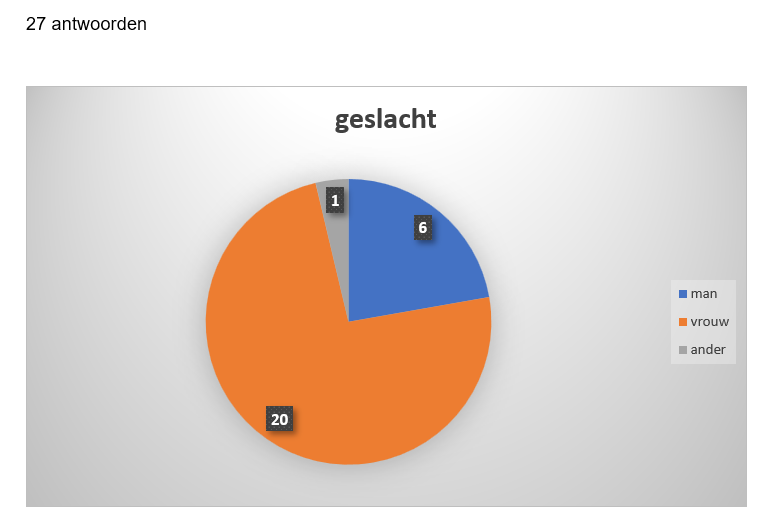 27 antwoorden
geslacht
1
6
20
man
vrouw
ander